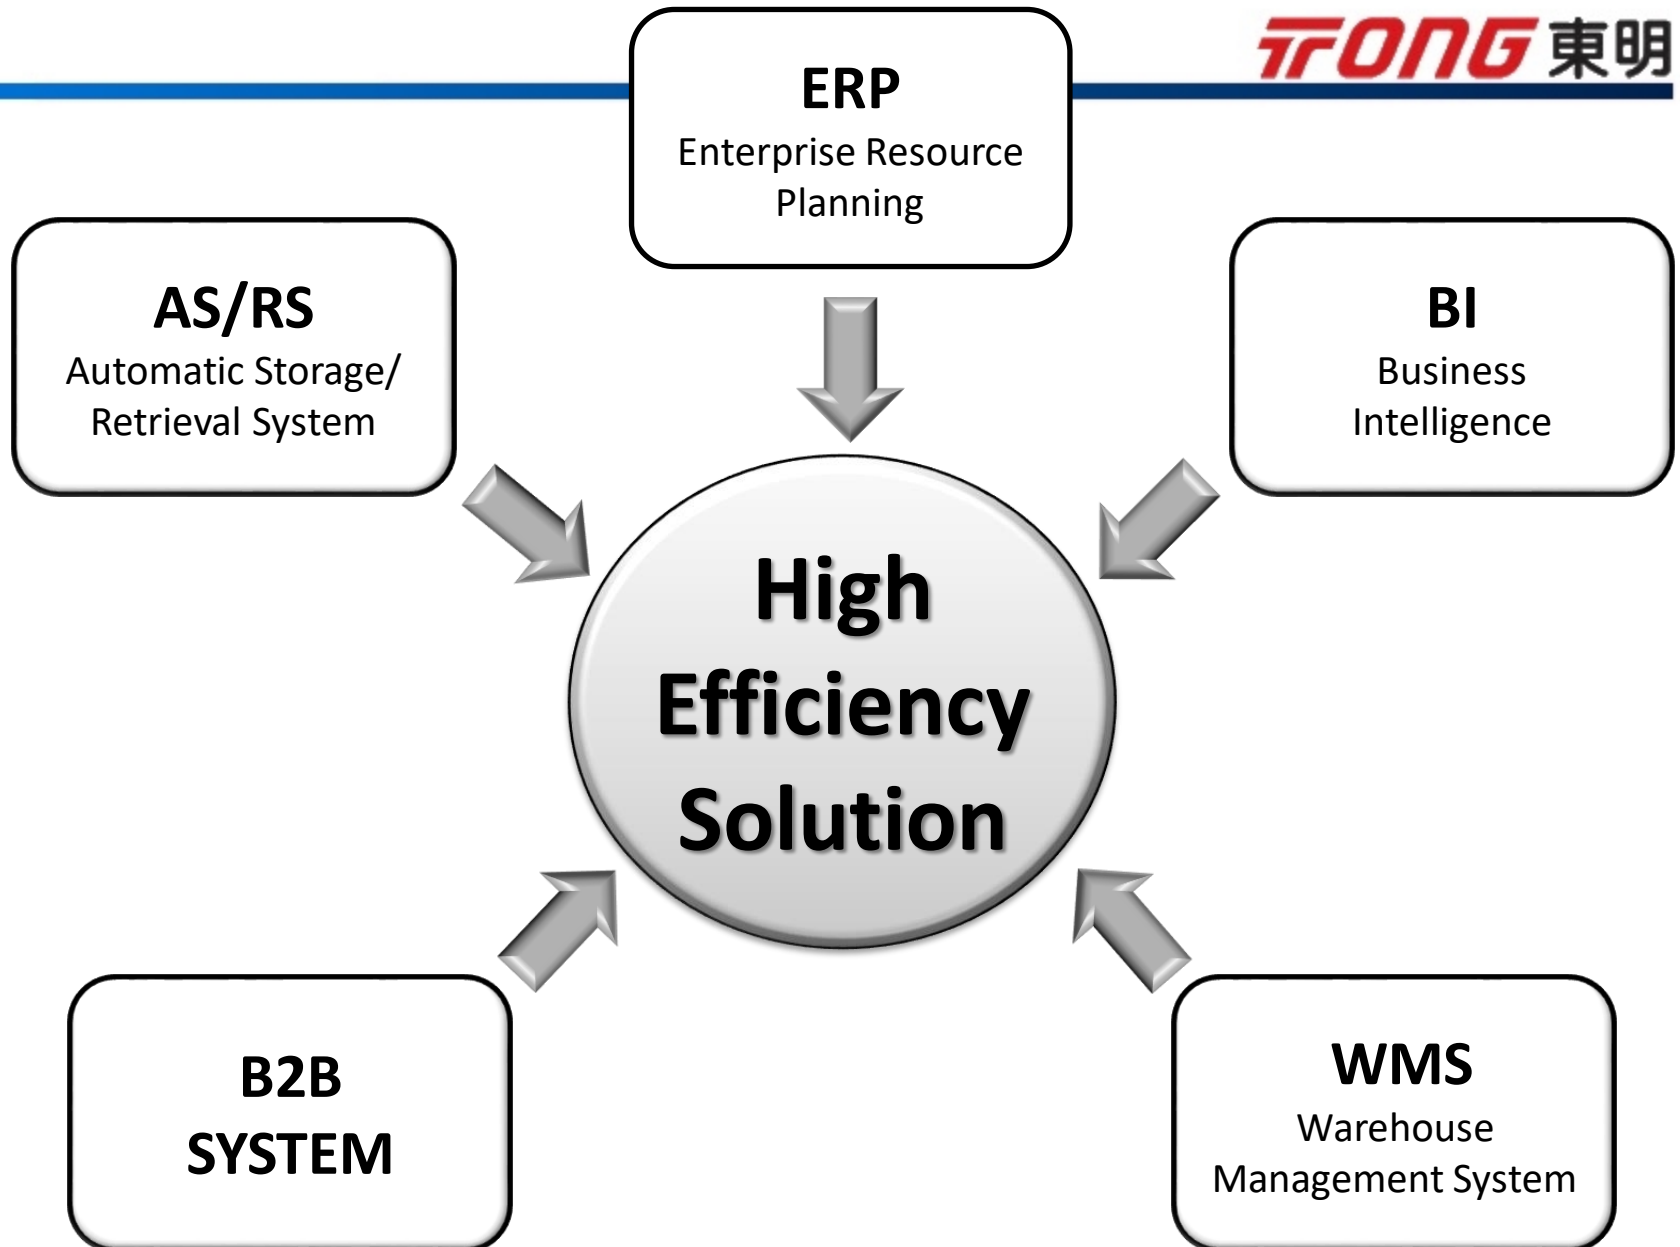 TONG 東明
ERP
Enterprise Resource
Planning
AS/RS
Automatic Storage/
Retrieval System
BI
Business
Intelligence
High
Efficiency
Solution
B2B
SYSTEM
WMS
Warehouse
Management System